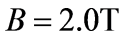 B = 2.0T